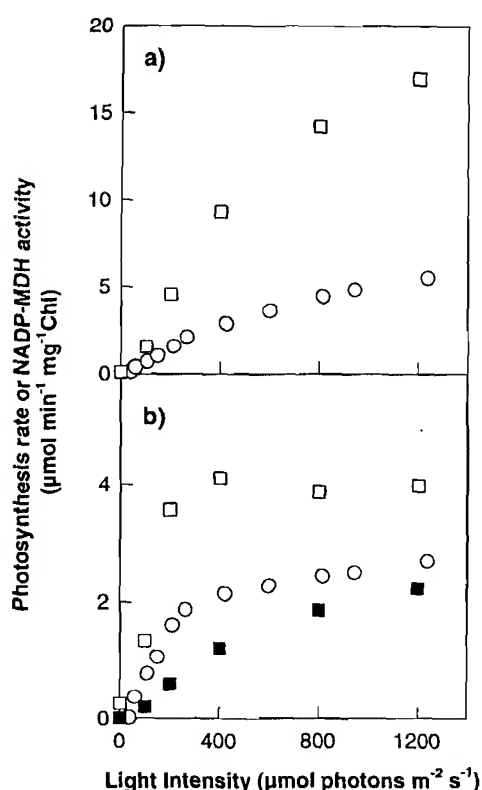 20
a)
15
10
5
0
b)
4
2
0
0 400 800 1200
Photosynthesis rate or NADP-MDH activity
(μmol min⁻¹ mg⁻¹Chl)
Light Intensity (μmol photons m⁻² s⁻¹)